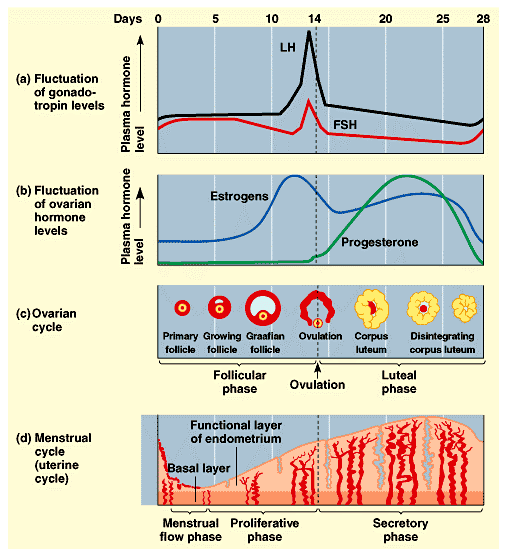 Days 0 5 10 14 15 20 25 28
(a) Fluctuation
of gonado-
tropin levels
Plasma hormone
level
LH
FSH
(b) Fluctuation
of ovarian
hormone
levels
Plasma hormone
level
Estrogens
Progesterone
(c) Ovarian
cycle
Primary
follicle
Growing
follicle
Graafian
follicle
Ovulation
Corpus
luteum
Disintegrating
corpus luteum
Follicular
phase
Ovulation
Luteal
phase
(d) Menstrual
cycle
(uterine
cycle)
Functional layer
of endometrium
Basal layer
Menstrual
flow phase
Proliferative
phase
Secretory
phase